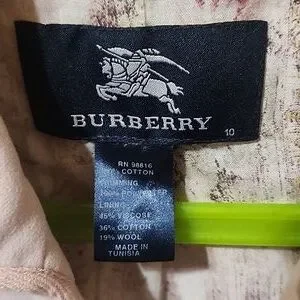 BURBERRY
10
RN 98816
COTTON
TRIMMING
LINING
45% VISCOSE
36% COTTON
19% WOOL
MADE IN
TUNISIA